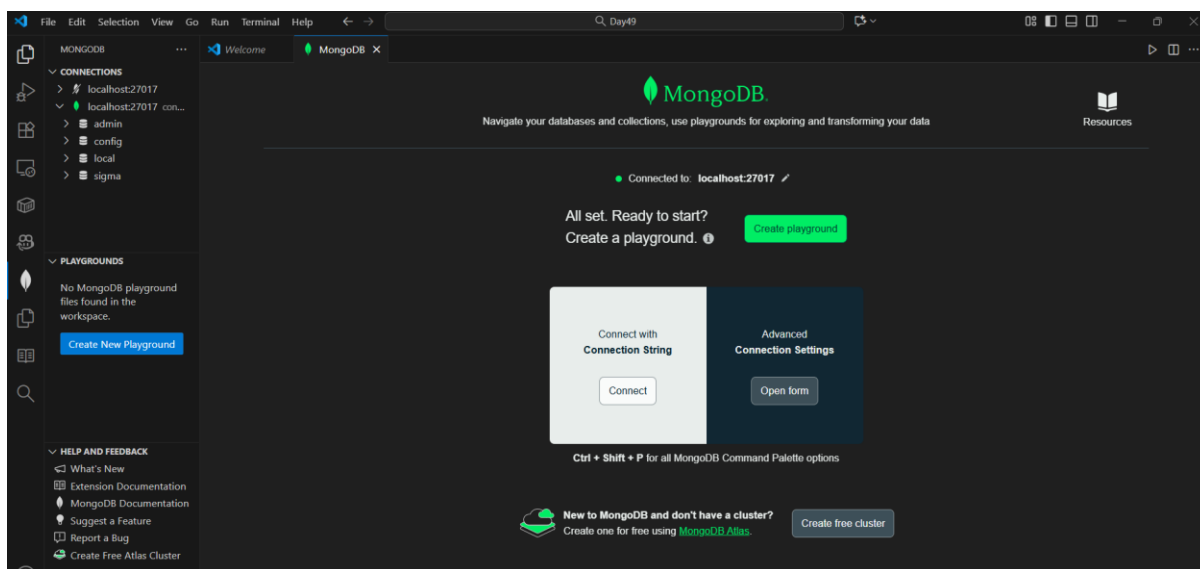 File Edit Selection View Go Run Terminal Help
Day49
MONGODB
Welcome
MongoDB
CONNECTIONS
localhost:27017
localhost:27017 con...
admin
config
local
sigma
PLAYGROUNDS
No MongoDB playground
files found in the
workspace.
Create New Playground
HELP AND FEEDBACK
What's New
Extension Documentation
MongoDB Documentation
Suggest a Feature
Report a Bug
Create Free Atlas Cluster
MongoDB.
Navigate your databases and collections, use playgrounds for exploring and transforming your data
Resources
Connected to: localhost:27017
All set. Ready to start?
Create a playground.
Create playground
Connect with
Connection String
Connect
Advanced
Connection Settings
Open form
Ctrl + Shift + P for all MongoDB Command Palette options
New to MongoDB and don't have a cluster?
Create one for free using MongoDB Atlas.
Create free cluster